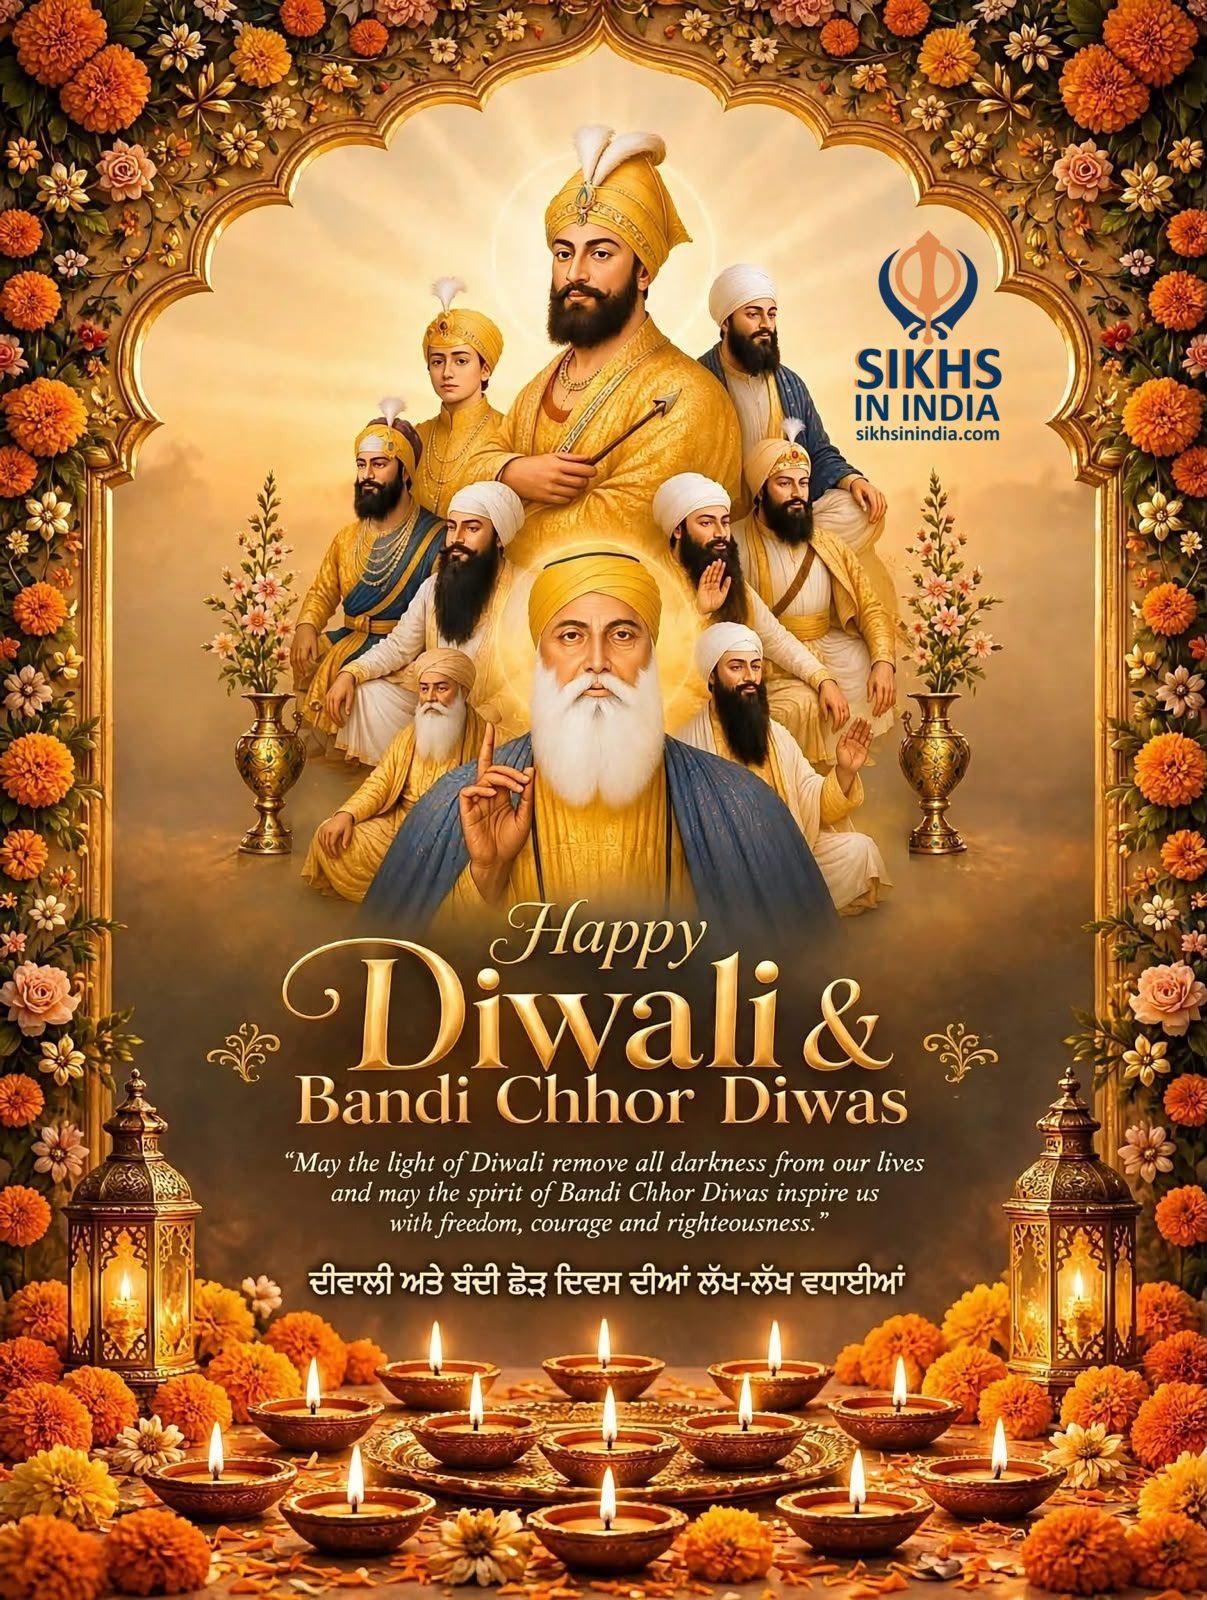 SIKHS
IN INDIA
sikhsinindia.com
Happy
Diwali &
Bandi Chhor Diwas
“May the light of Diwali remove all darkness from our lives
and may the spirit of Bandi Chhor Diwas inspire us
with freedom, courage and righteousness.”
ਦੀਵਾਲੀ ਅਤੇ ਬੰਦੀ ਛੋੜ ਦਿਵਸ ਦੀਆਂ ਲੱਖ-ਲੱਖ ਵਧਾਈਆਂ